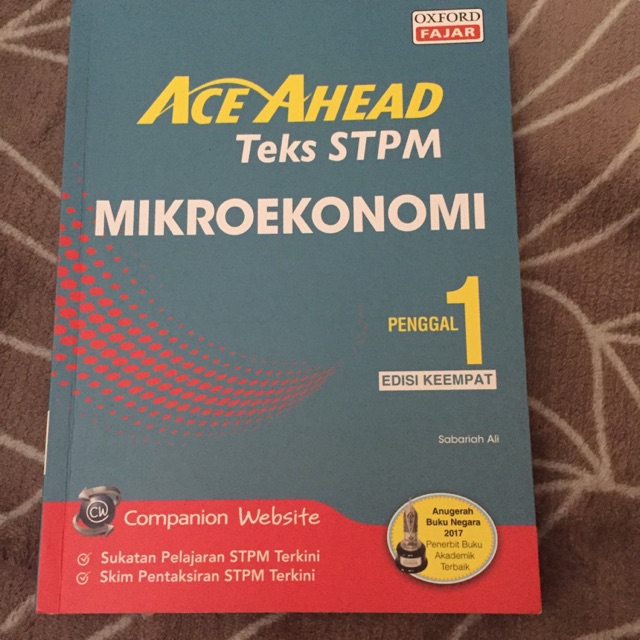 OXFORD
FAJAR
ACE AHEAD
Teks STPM
MIKROEKONOMI
PENGGAL 1
EDISI KEEMPAT
Sabariah Ali
CW
Companion Website
Sukatan Pelajaran STPM Terkini
Skim Pentaksiran STPM Terkini
Anugerah
Buku Negara
2017
Penerbit Buku
Akademik
Terbaik